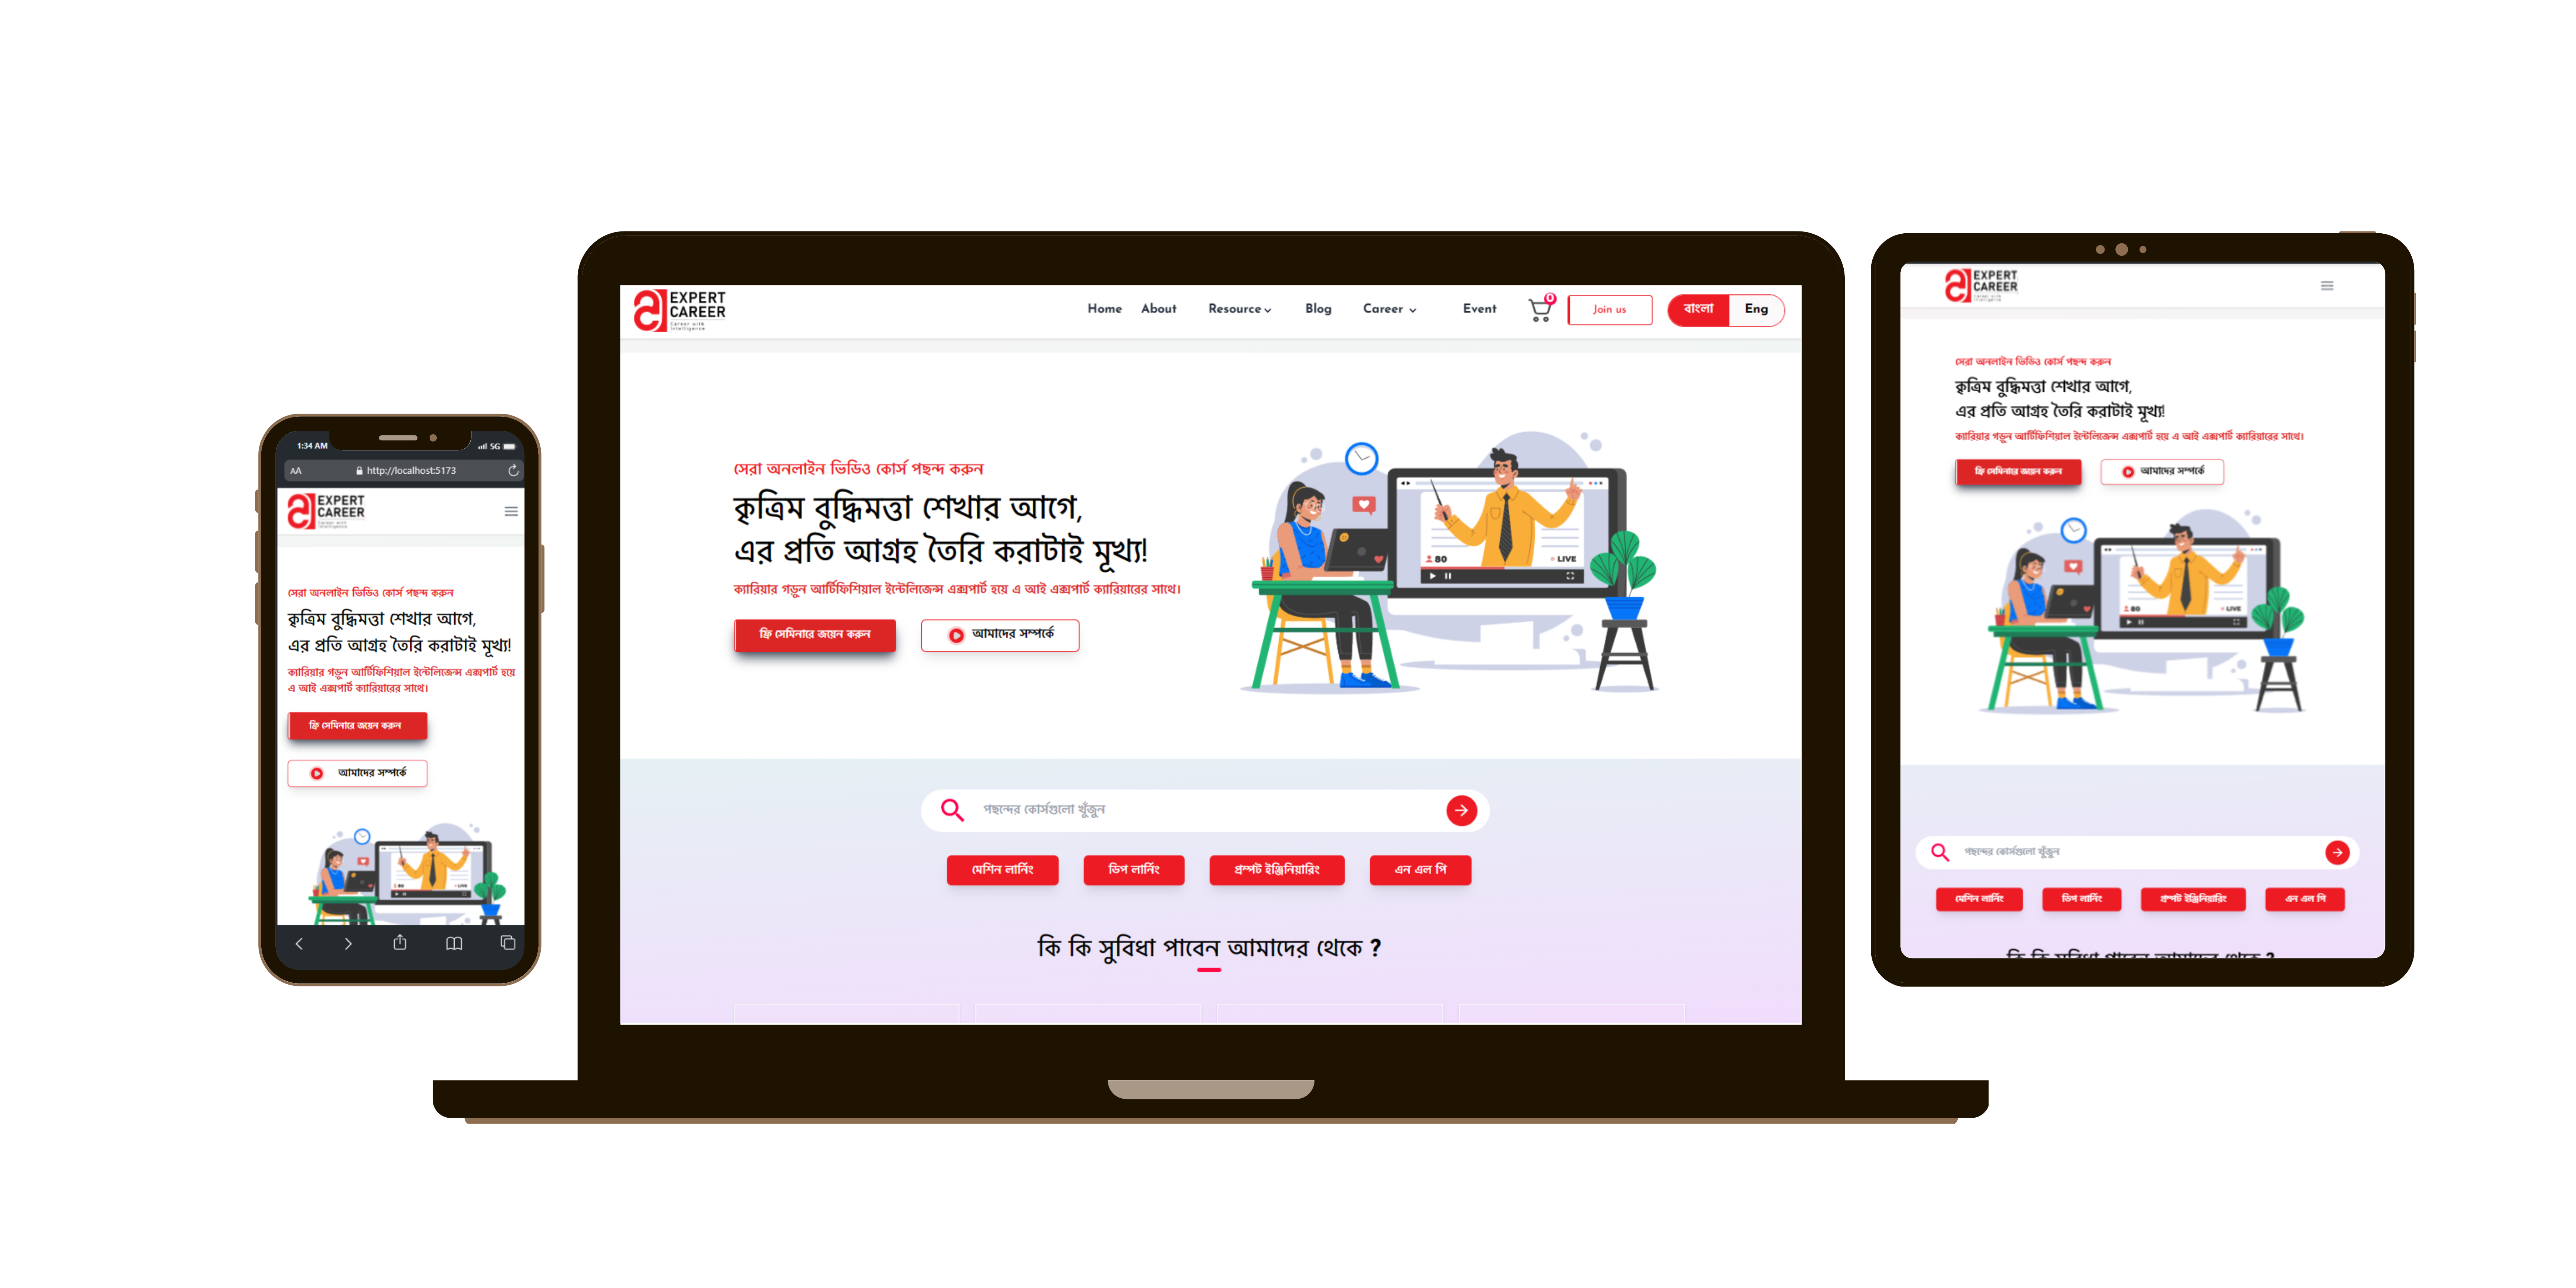 1:34 AM
5G
AA
http://localhost:5173
EXPERT
CAREER
Career with
Intelligence
সেরা অনলাইন ভিডিও কোর্স পছন্দ করুন
কৃত্রিম বুদ্ধিমত্তা শেখার আগে,
এর প্রতি আগ্রহ তৈরি করাটাই মূখ্য!
ক্যারিয়ার গড়ুন আর্টিফিশিয়াল ইন্টেলিজেন্স এক্সপার্ট হয়ে
এ আই এক্সপার্ট ক্যারিয়ারের সাথে।
ফ্রি সেমিনারে জয়েন করুন
আমাদের সম্পর্কে
80
LIVE
EXPERT
CAREER
Career with
Intelligence
Home About Resource Blog Career Event 0 Join us বাংলা Eng
সেরা অনলাইন ভিডিও কোর্স পছন্দ করুন
কৃত্রিম বুদ্ধিমত্তা শেখার আগে,
এর প্রতি আগ্রহ তৈরি করাটাই মূখ্য!
ক্যারিয়ার গড়ুন আর্টিফিশিয়াল ইন্টেলিজেন্স এক্সপার্ট হয়ে এ আই এক্সপার্ট ক্যারিয়ারের সাথে।
ফ্রি সেমিনারে জয়েন করুন আমাদের সম্পর্কে
80 LIVE
পছন্দের কোর্সগুলো খুঁজুন
মেশিন লার্নিং ডিপ লার্নিং প্রম্পট ইঞ্জিনিয়ারিং এন এল পি
কি কি সুবিধা পাবেন আমাদের থেকে ?
EXPERT
CAREER
Career with
Intelligence
সেরা অনলাইন ভিডিও কোর্স পছন্দ করুন
কৃত্রিম বুদ্ধিমত্তা শেখার আগে,
এর প্রতি আগ্রহ তৈরি করাটাই মূখ্য!
ক্যারিয়ার গড়ুন আর্টিফিশিয়াল ইন্টেলিজেন্স এক্সপার্ট হয়ে এ আই এক্সপার্ট ক্যারিয়ারের সাথে।
ফ্রি সেমিনারে জয়েন করুন আমাদের সম্পর্কে
80 LIVE
পছন্দের কোর্সগুলো খুঁজুন
মেশিন লার্নিং ডিপ লার্নিং প্রম্পট ইঞ্জিনিয়ারিং এন এল পি
কি কি সুবিধা পাবেন আমাদের থেকে ?